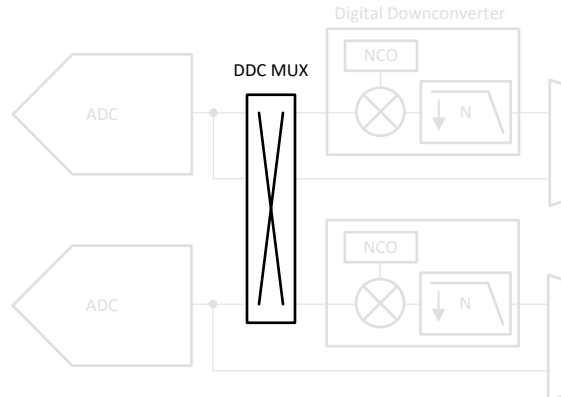 Digital Downconverter
NCO
DDC MUX
ADC
N
NCO
ADC
N